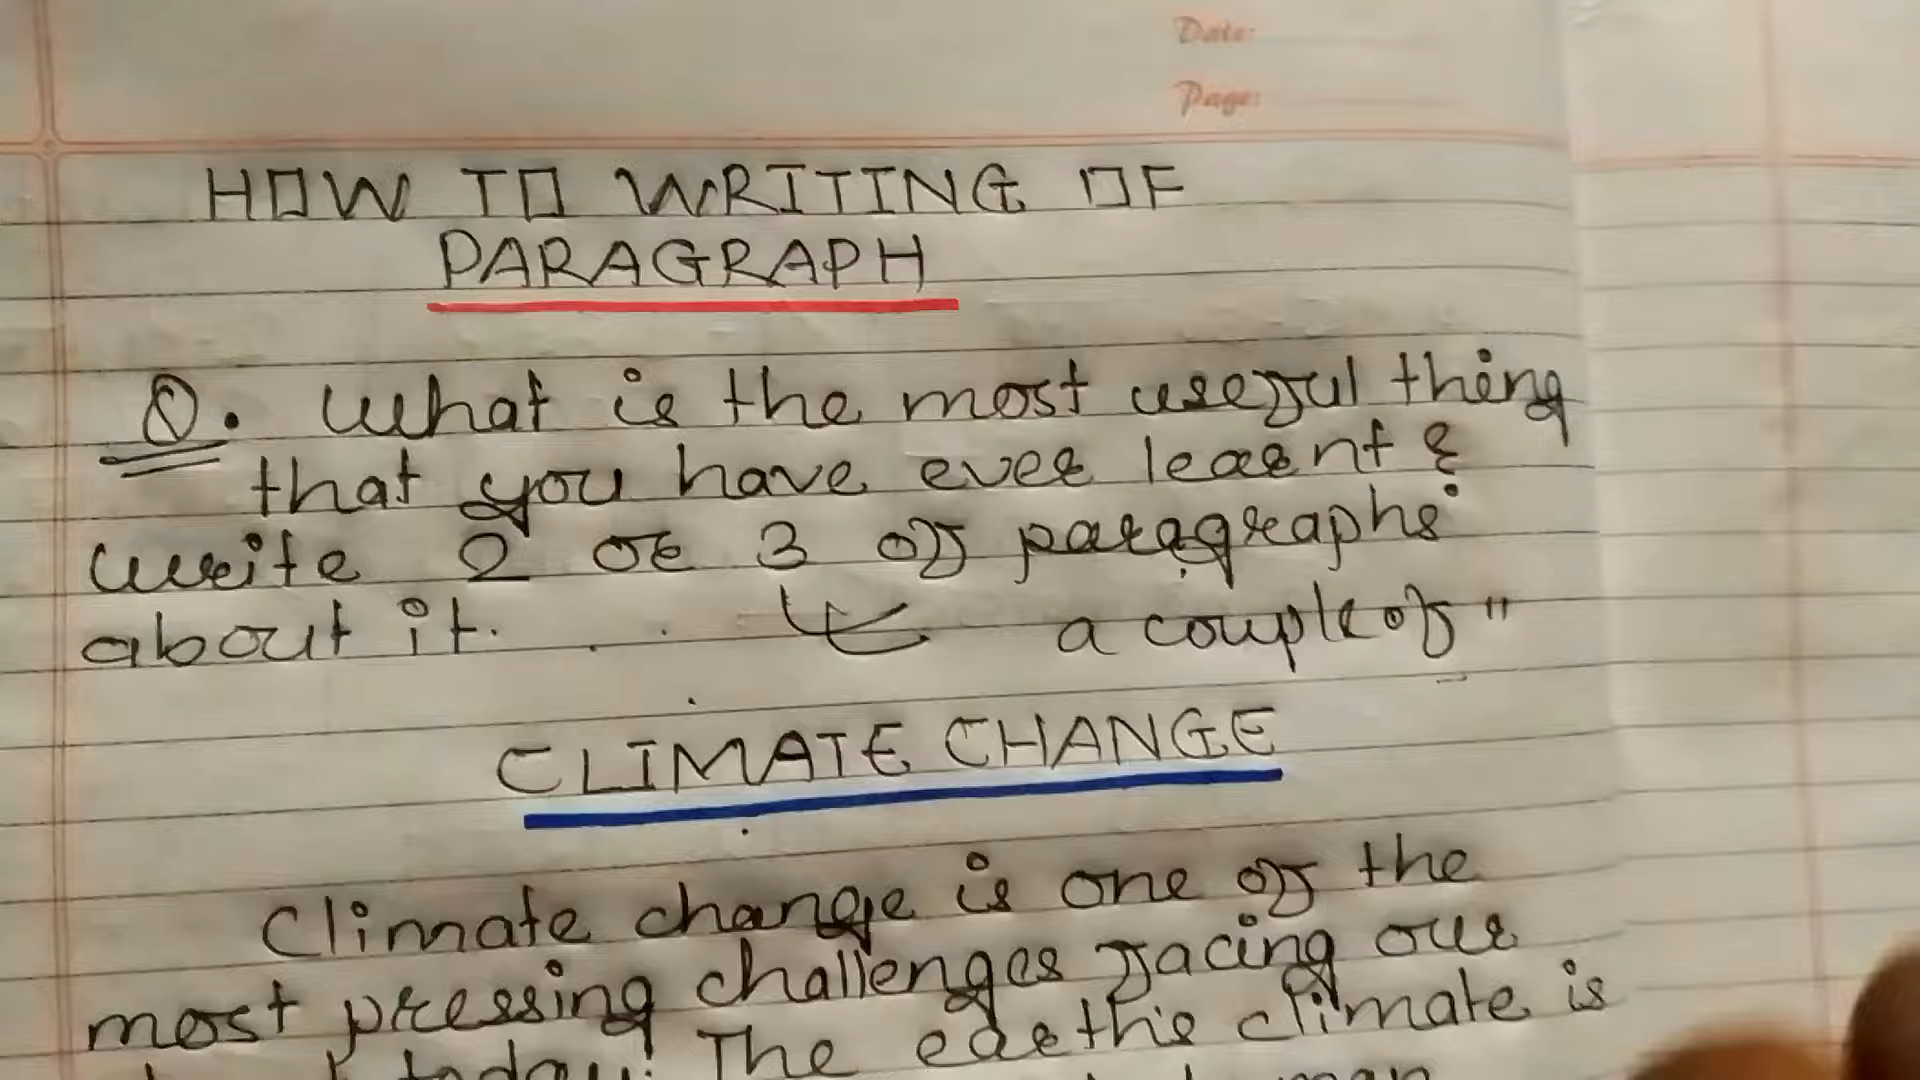 Date:
Page:
HOW TO WRITING OF
PARAGRAPH
Q. What is the most useful thing
that you have ever learnt &
write 2 or 3 of paragraphs
about it. a couple of "
CLIMATE CHANGE
Climate change is one of the
most pressing challenges facing our
today. The earth's climate is